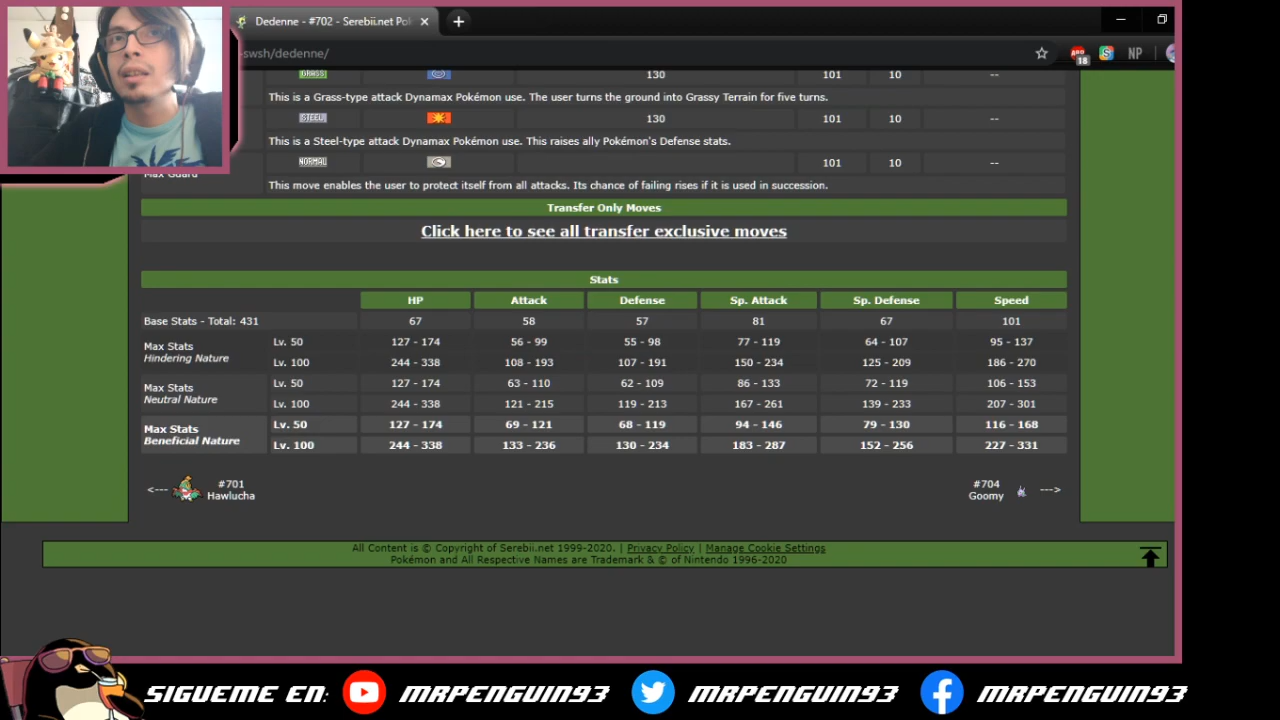 Dedenne - #702 - Serebii.net Pok
-swsh/dedenne/
ABP
18
NP
GRASS 130 101 10 --
This is a Grass-type attack Dynamax Pokémon use. The user turns the ground into Grassy Terrain for five turns.
STEEL 130 101 10 --
This is a Steel-type attack Dynamax Pokémon use. This raises ally Pokémon's Defense stats.
Max Guard NORMAL 101 10 --
This move enables the user to protect itself from all attacks. Its chance of failing rises if it is used in succession.
Transfer Only Moves
Click here to see all transfer exclusive moves
Stats
HP Attack Defense Sp. Attack Sp. Defense Speed
Base Stats - Total: 431 67 58 57 81 67 101
Max Stats
Hindering Nature
Lv. 50 127 - 174 56 - 99 55 - 98 77 - 119 64 - 107 95 - 137
Lv. 100 244 - 338 108 - 193 107 - 191 150 - 234 125 - 209 186 - 270
Max Stats
Neutral Nature
Lv. 50 127 - 174 63 - 110 62 - 109 86 - 133 72 - 119 106 - 153
Lv. 100 244 - 338 121 - 215 119 - 213 167 - 261 139 - 233 207 - 301
Max Stats
Beneficial Nature
Lv. 50 127 - 174 69 - 121 68 - 119 94 - 146 79 - 130 116 - 168
Lv. 100 244 - 338 133 - 236 130 - 234 183 - 287 152 - 256 227 - 331
<--- #701
Hawlucha
#704
Goomy --->
All Content is © Copyright of Serebii.net 1999-2020. | Privacy Policy | Manage Cookie Settings
Pokémon and All Respective Names are Trademark & © of Nintendo 1996-2020
SIGUEME EN: MRPENGUIN93 MRPENGUIN93 MRPENGUIN93